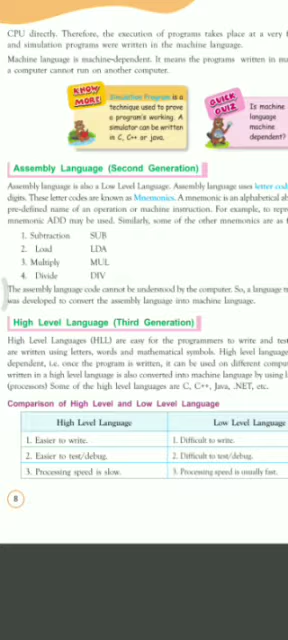 CPU directly. Therefore, the execution of programs takes place at a very
and simulation programs were written in the machine language.
Machine language is machine-dependent. It means the programs written in
a computer cannot run on another computer.
KNOW MORE!
Simulation Program is a
technique used to prove
a program's working. A
simulator can be written
in C, C++ or java.
QUICK QUIZ
Is machine
language
machine
dependent?
Assembly Language (Second Generation)
Assembly language is also a Low Level Language. Assembly language uses letter
digits. These letter codes are known as Mnemonics. A mnemonic is an alphabetical
pre-defined name of an operation or machine instruction. For example, to
mnemonic ADD may be used. Similarly, some of the other mnemonics are as
1. Subtraction SUB
2. Load LDA
3. Multiply MUL
4. Divide DIV
The assembly language code cannot be understood by the computer. So, a language
was developed to convert the assembly language into machine language.
High Level Language (Third Generation)
High Level Languages (HLL) are easy for the programmers to write and
are written using letters, words and mathematical symbols. High level
dependent, i.e. once the program is written, it can be used on different
written in a high level language is also converted into machine language by using
(processors) Some of the high level languages are C, C++, Java, .NET, etc.
Comparison of High Level and Low Level Language
High Level Language Low Level Language
1. Easier to write. 1. Difficult to write.
2. Easier to test/debug. 2. Difficult to test/debug.
3. Processing speed is slow. 3. Processing speed is usually fast.
8